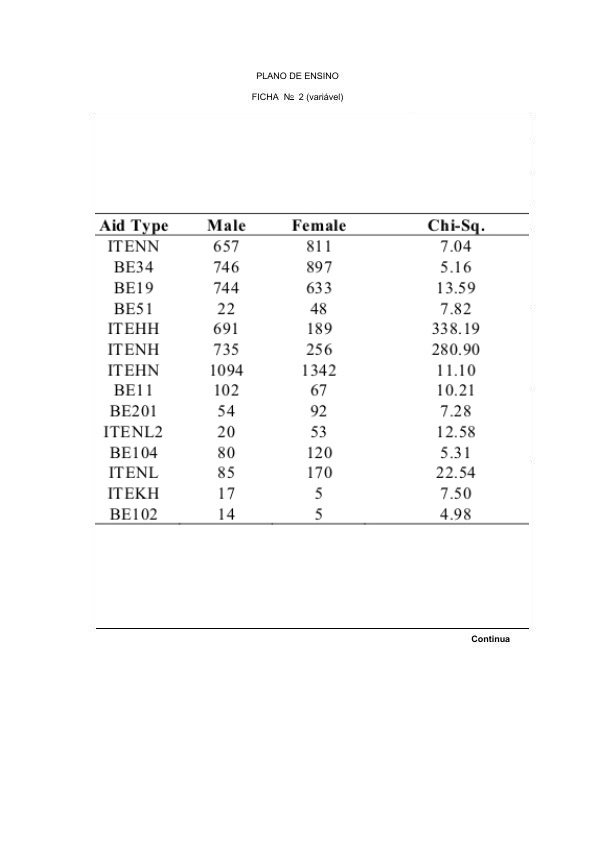 PLANO DE ENSINO
FICHA № 2 (variável)
Aid Type Male Female Chi-Sq.
ITENN 657 811 7.04
BE34 746 897 5.16
BE19 744 633 13.59
BE51 22 48 7.82
ITEHH 691 189 338.19
ITENH 735 256 280.90
ITEHN 1094 1342 11.10
BE11 102 67 10.21
BE201 54 92 7.28
ITENL2 20 53 12.58
BE104 80 120 5.31
ITENL 85 170 22.54
ITEKH 17 5 7.50
BE102 14 5 4.98
Continua